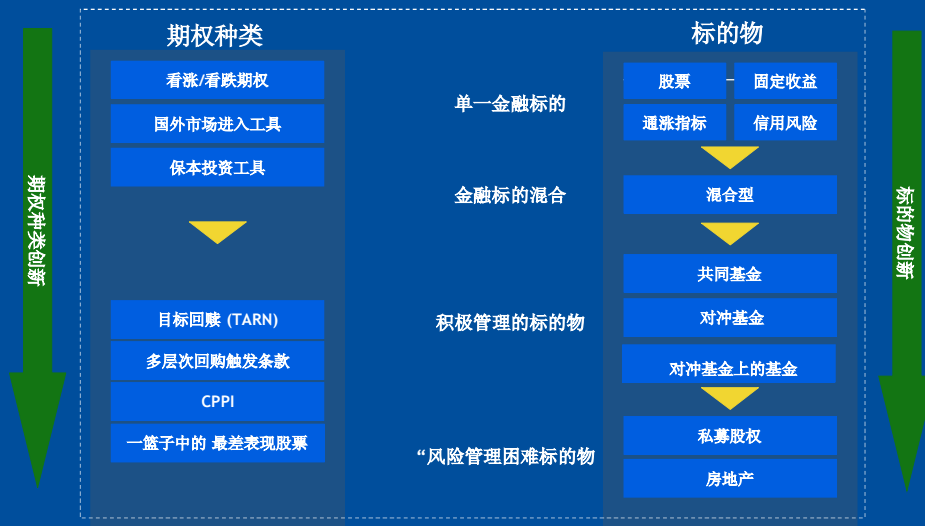 期权种类
标的物
期权种类创新
看涨/看跌期权
国外市场进入工具
保本投资工具
目标回赎 (TARN)
多层次回购触发条款
CPPI
一篮子中的 最差表现股票
单一金融标的
金融标的混合
积极管理的标的物
“风险管理困难标的物
股票
固定收益
通涨指标
信用风险
混合型
共同基金
对冲基金
对冲基金上的基金
私募股权
房地产
标的物创新